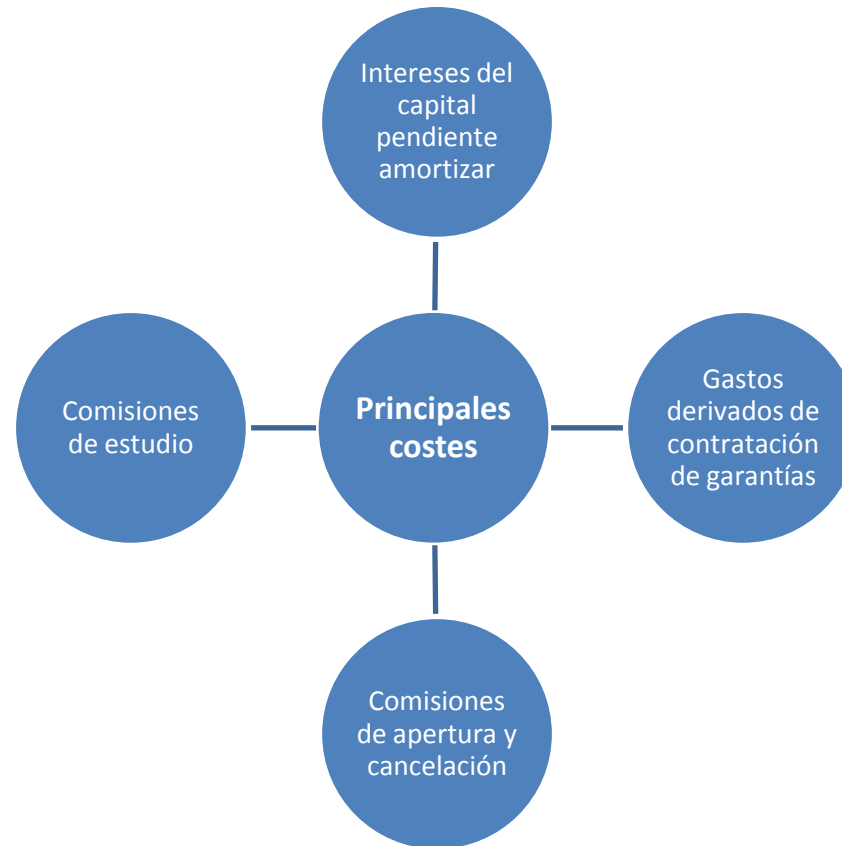 Intereses del
capital
pendiente
amortizar
Comisiones
de estudio
Principales
costes
Gastos
derivados de
contratación
de garantías
Comisiones
de apertura y
cancelación